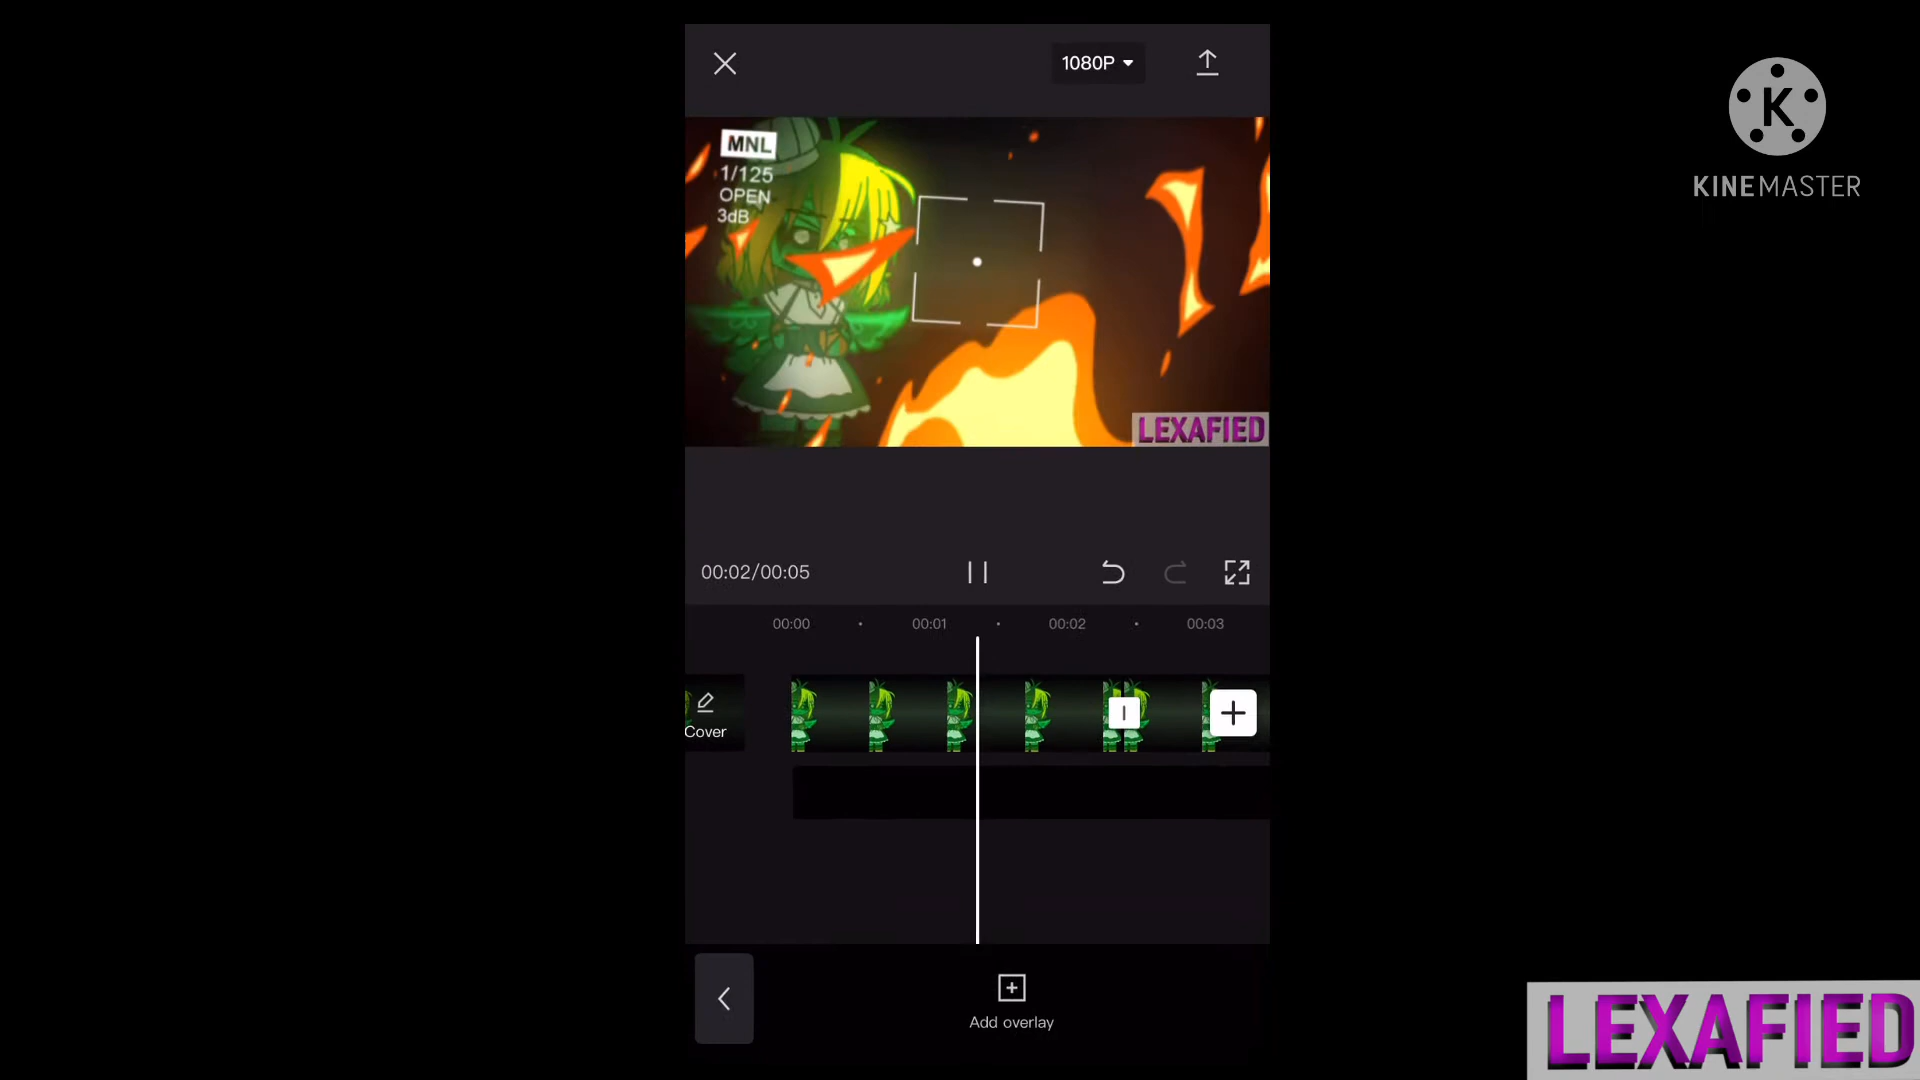 1080P
KINEMASTER
MNL
1/125
OPEN
3dB
LEXAFIED
00:02/00:05
00:00
00:01
00:02
00:03
Cover
Add overlay
LEXAFIED